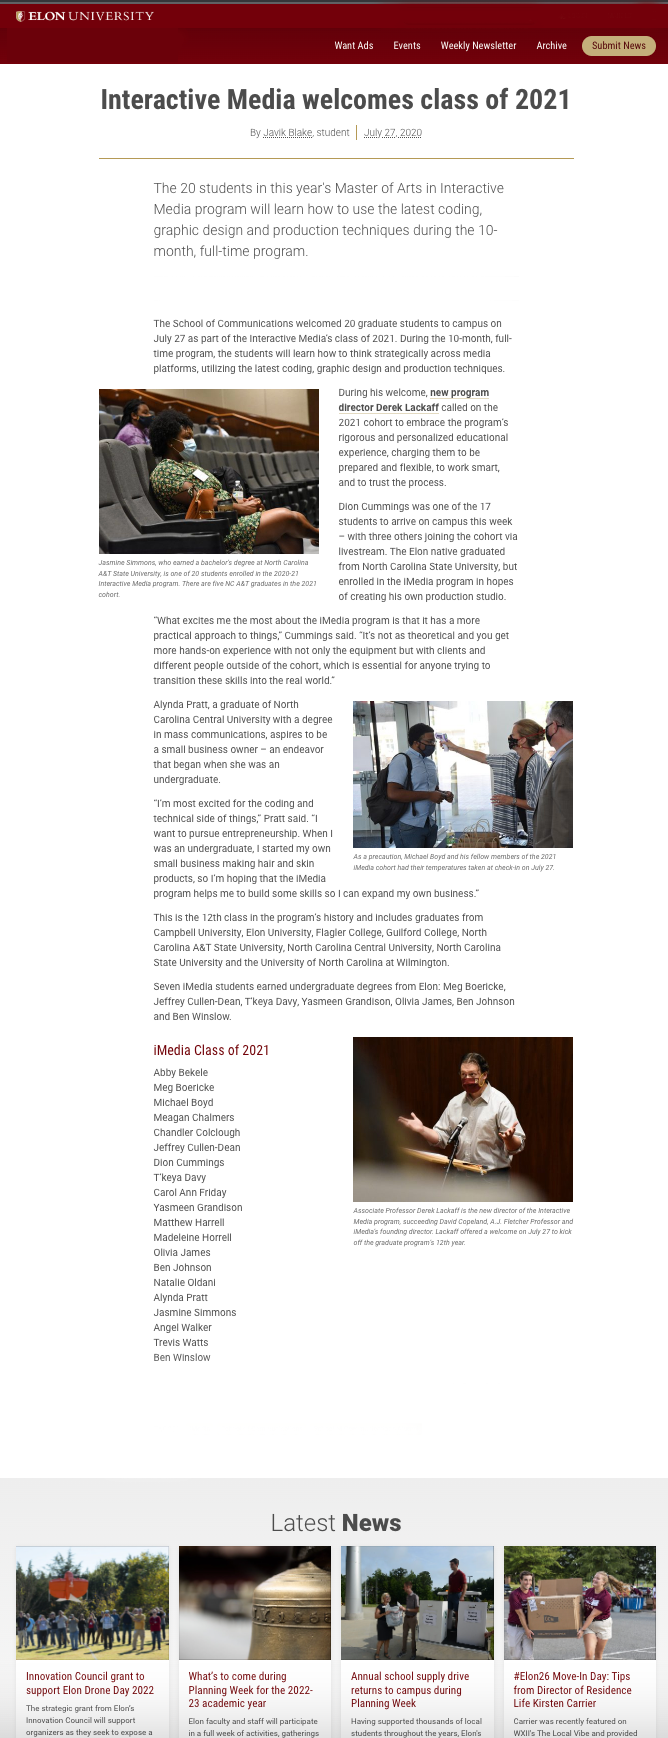 ELON UNIVERSITY
Want Ads Events Weekly Newsletter Archive Submit News
Interactive Media welcomes class of 2021
By Javik Blake, student July 27, 2020
The 20 students in this year's Master of Arts in Interactive
Media program will learn how to use the latest coding,
graphic design and production techniques during the 10-
month, full-time program.
The School of Communications welcomed 20 graduate students to campus on
July 27 as part of the Interactive Media's class of 2021. During the 10-month, full-
time program, the students will learn how to think strategically across media
platforms, utilizing the latest coding, graphic design and production techniques.
During his welcome, new program
director Derek Lackaff called on the
2021 cohort to embrace the program's
rigorous and personalized educational
experience, charging them to be
prepared and flexible, to work smart,
and to trust the process.
Jasmine Simmons, who earned a bachelor's degree at North Carolina
A&T State University, is one of 20 students enrolled in the 2020-21
Interactive Media program. There are five NC A&T graduates in the 2021
cohort.
Dion Cummings was one of the 17
students to arrive on campus this week
– with three others joining the cohort via
livestream. The Elon native graduated
from North Carolina State University, but
enrolled in the iMedia program in hopes
of creating his own production studio.
"What excites me the most about the iMedia program is that it has a more
practical approach to things," Cummings said. "It's not as theoretical and you get
more hands-on experience with not only the equipment but with clients and
different people outside of the cohort, which is essential for anyone trying to
transition these skills into the real world."
Alynda Pratt, a graduate of North
Carolina Central University with a degree
in mass communications, aspires to be
a small business owner – an endeavor
that began when she was an
undergraduate.
"I'm most excited for the coding and
technical side of things," Pratt said. "I
want to pursue entrepreneurship. When I
was an undergraduate, I started my own
small business making hair and skin
products, so I'm hoping that the iMedia
program helps me to build some skills so I can expand my own business."
As a precaution, Michael Boyd and his fellow members of the 2021
iMedia cohort had their temperatures taken at check-in on July 27.
This is the 12th class in the program's history and includes graduates from
Campbell University, Elon University, Flagler College, Guilford College, North
Carolina A&T State University, North Carolina Central University, North Carolina
State University and the University of North Carolina at Wilmington.
Seven iMedia students earned undergraduate degrees from Elon: Meg Boericke,
Jeffrey Cullen-Dean, T'keya Davy, Yasmeen Grandison, Olivia James, Ben Johnson
and Ben Winslow.
iMedia Class of 2021
Abby Bekele
Meg Boericke
Michael Boyd
Meagan Chalmers
Chandler Colclough
Jeffrey Cullen-Dean
Dion Cummings
T'keya Davy
Carol Ann Friday
Yasmeen Grandison
Matthew Harrell
Madeleine Horrell
Olivia James
Ben Johnson
Natalie Oldani
Alynda Pratt
Jasmine Simmons
Angel Walker
Trevis Watts
Ben Winslow
Associate Professor Derek Lackaff is the new director of the Interactive
Media program, succeeding David Copeland, A.J. Fletcher Professor and
iMedia's founding director. Lackaff offered a welcome on July 27 to kick
off the graduate program's 12th year.
Latest News
Innovation Council grant to
support Elon Drone Day 2022
The strategic grant from Elon's
Innovation Council will support
organizers as they seek to expose a
What's to come during
Planning Week for the 2022-
23 academic year
Elon faculty and staff will participate
in a full week of activities, gatherings
Annual school supply drive
returns to campus during
Planning Week
Having supported thousands of local
students throughout the years, Elon's
#Elon26 Move-In Day: Tips
from Director of Residence
Life Kirsten Carrier
Carrier was recently featured on
WXII's The Local Vibe and provided